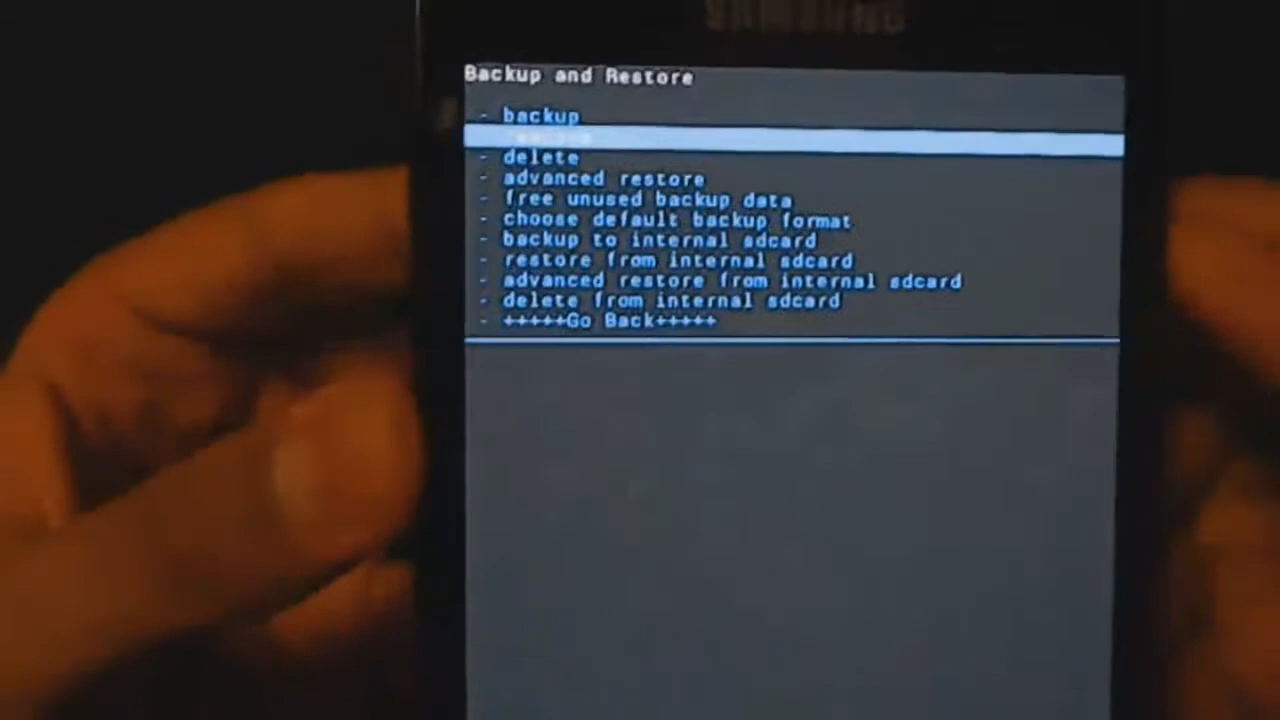 SAMSUNG
Backup and Restore
- backup
- delete
- advanced restore
- free unused backup data
- choose default backup format
- backup to internal sdcard
- restore from internal sdcard
- advanced restore from internal sdcard
- delete from internal sdcard
- +++++Go Back+++++